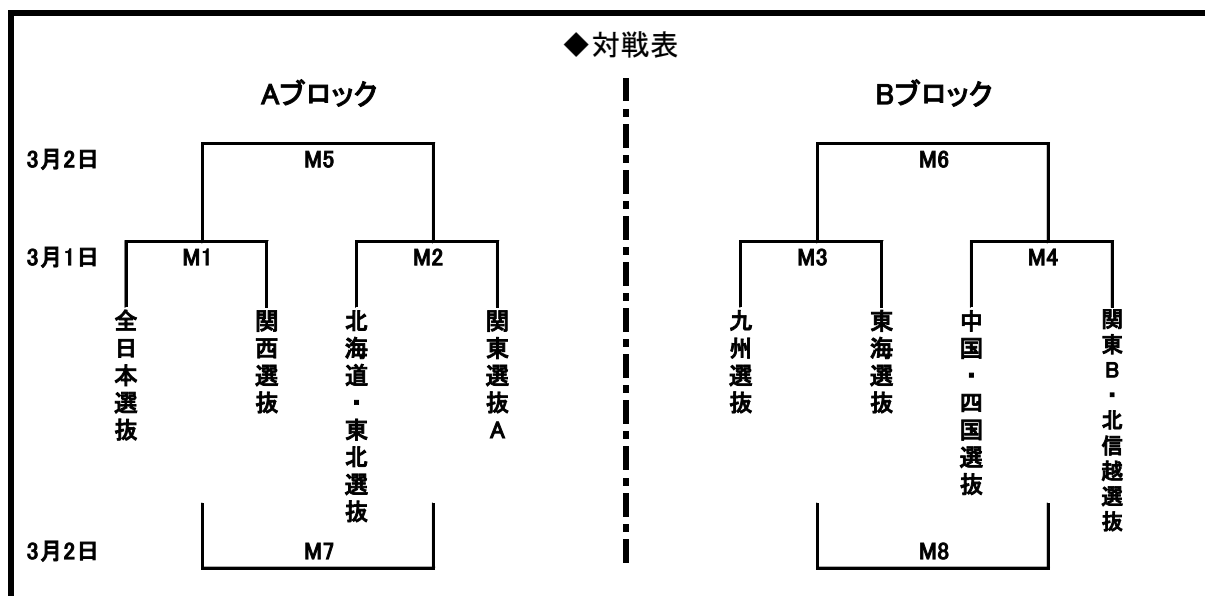 ◆対戦表
Aブロック
Bブロック
3月2日
M5
M6
3月1日
M1
M2
M3
M4
全日本選抜
関西選抜
北海道・東北選抜
関東選抜A
九州選抜
東海選抜
中国・四国選抜
関東B・北信越選抜
3月2日
M7
M8